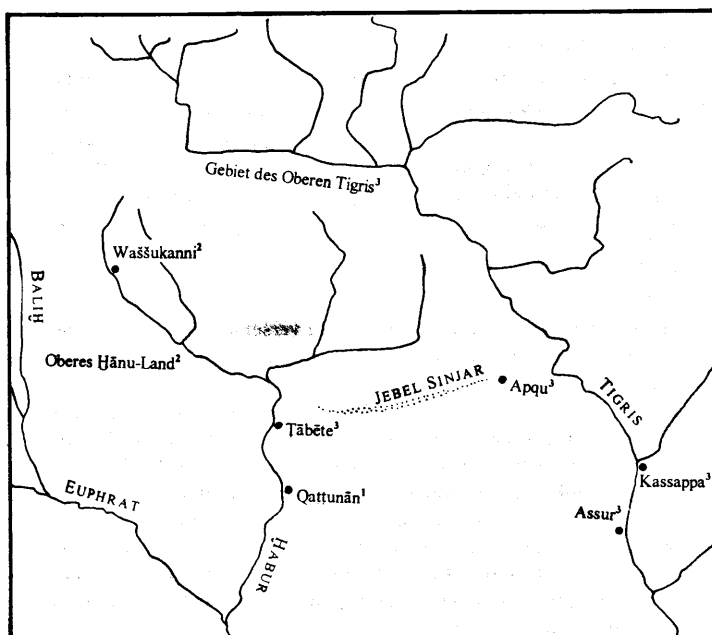 Gebiet des Oberen Tigris³
Waššukanni²
BALIḪ
Oberes Ḫānu-Land²
JEBEL SINJAR
Apqu³
TIGRIS
Ṭābēte³
Kassappa³
EUPHRAT
Qaṭṭunān¹
Assur³
ḪABUR